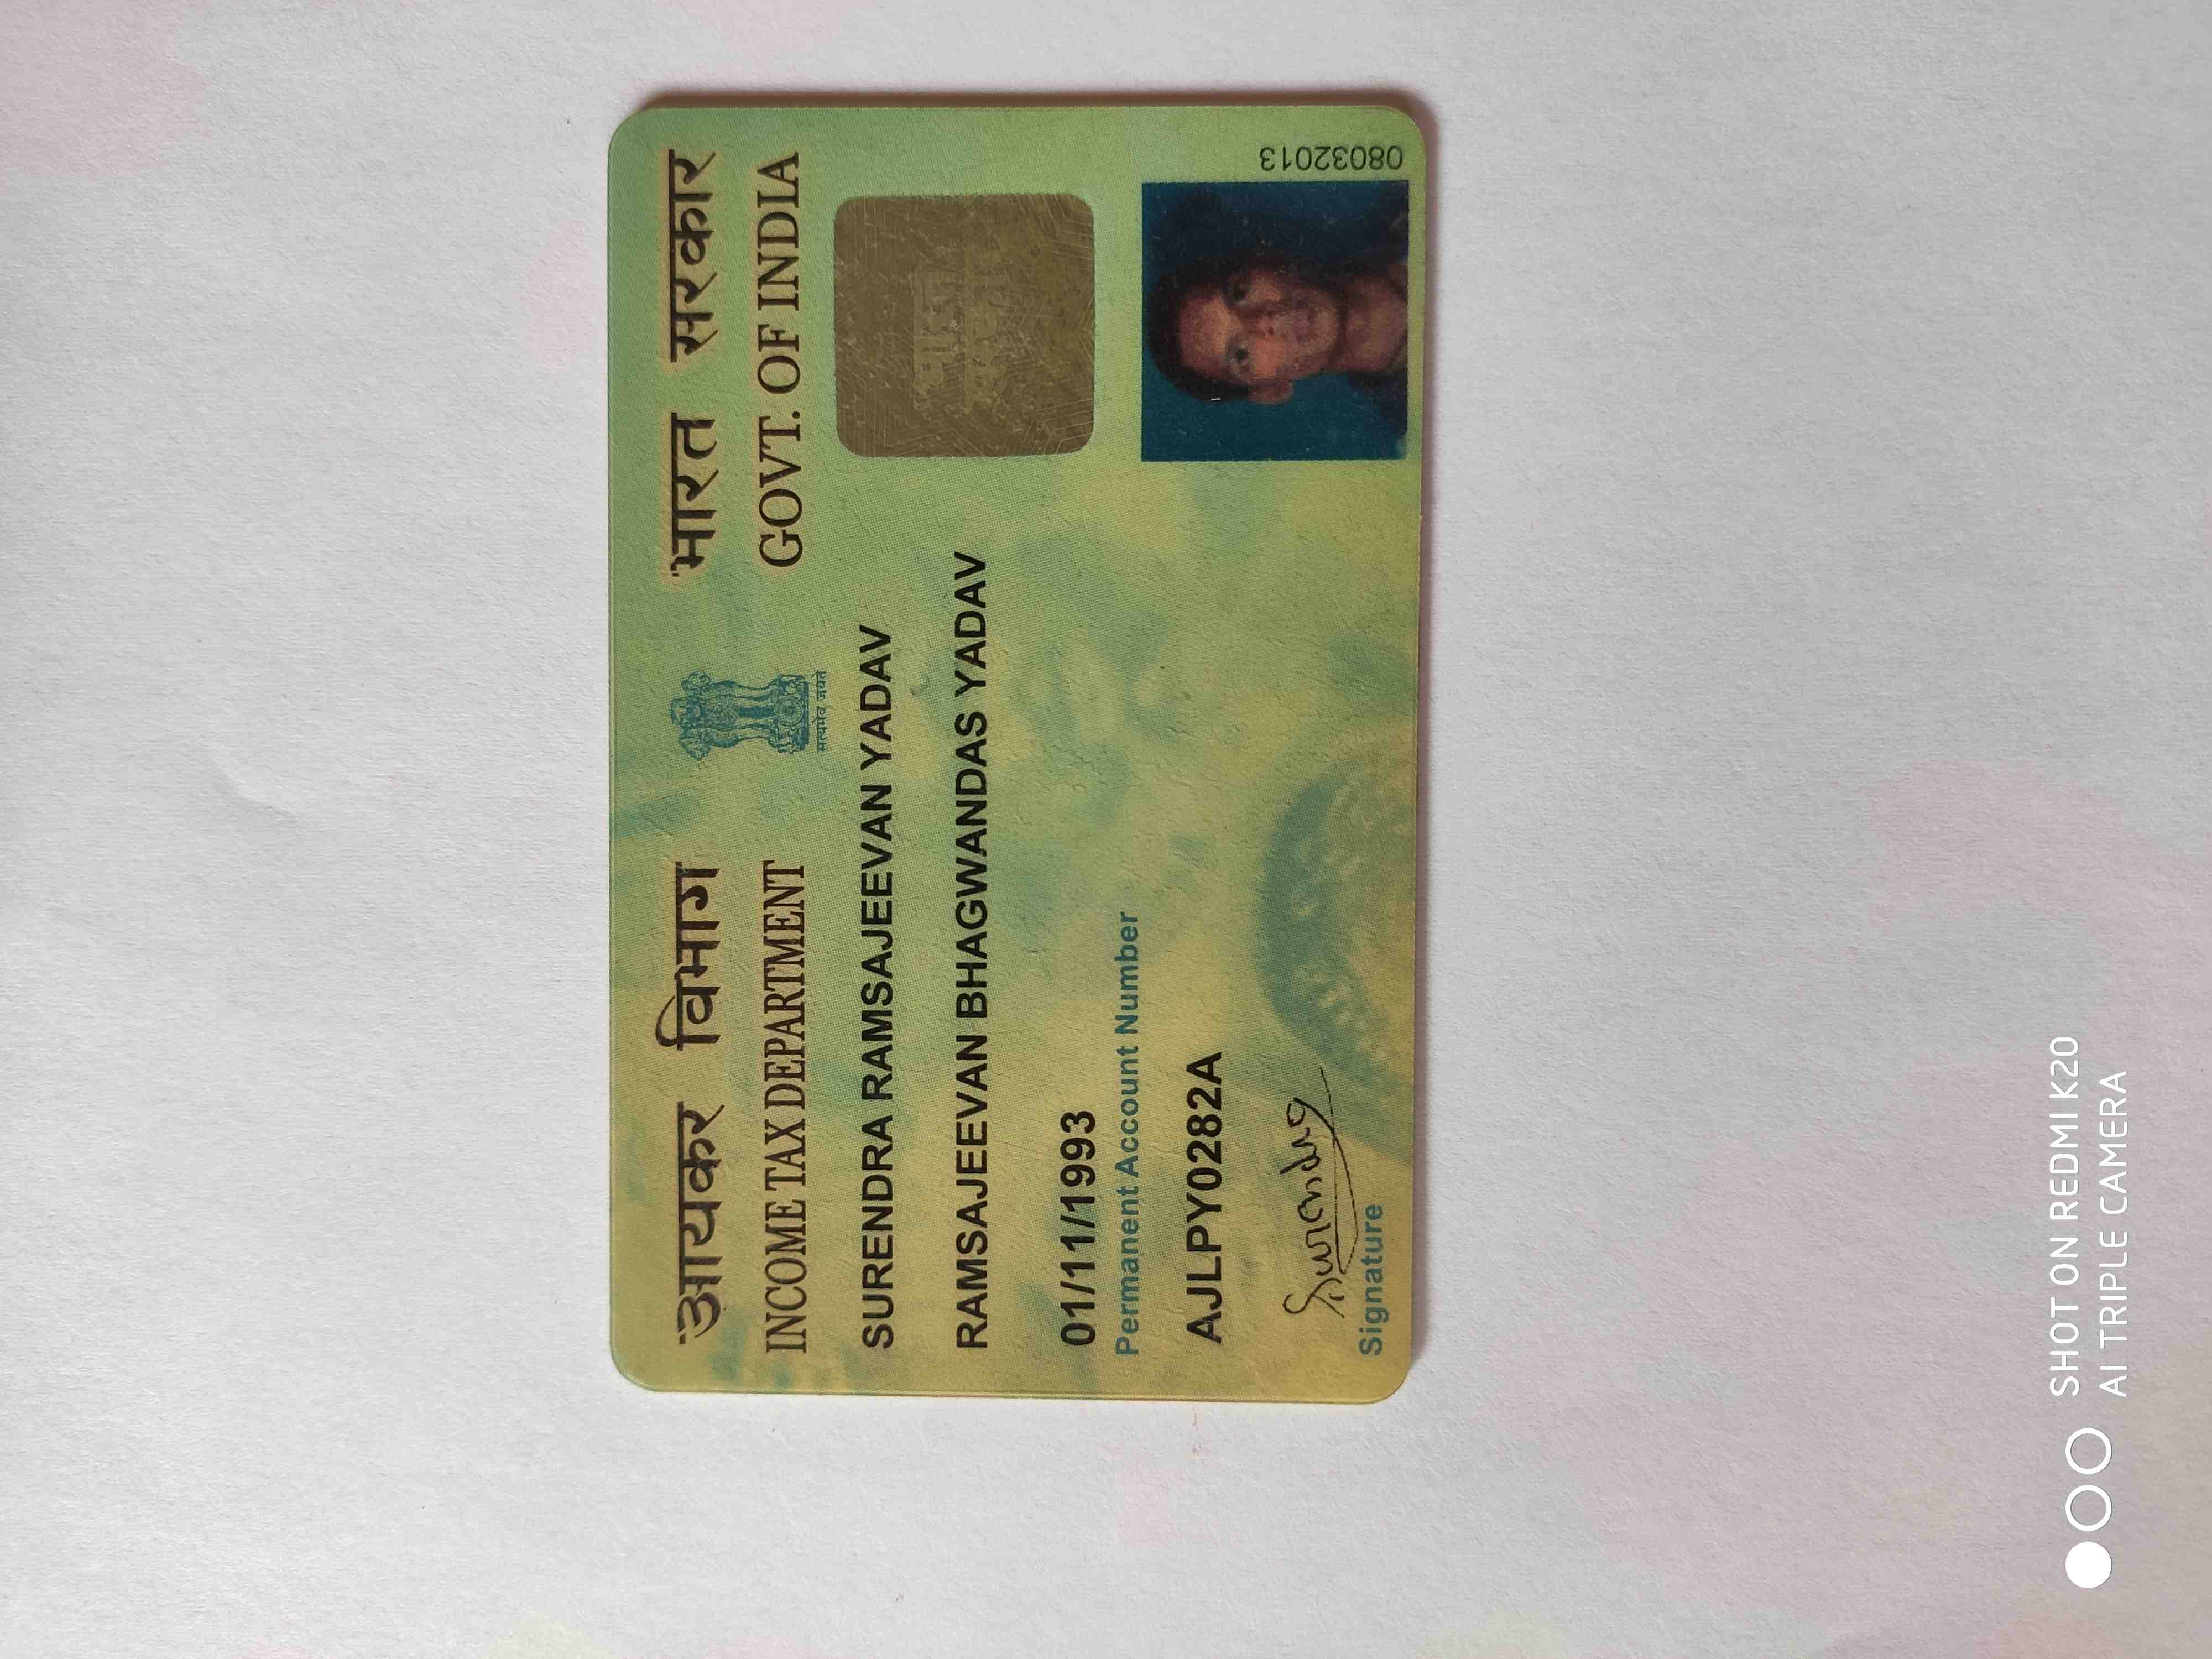 आयकर विभाग
INCOME TAX DEPARTMENT
सत्यमेव जयते
भारत सरकार
GOVT. OF INDIA
SURENDRA RAMSAJEEVAN YADAV
RAMSAJEEVAN BHAGWANDAS YADAV
01/11/1993
Permanent Account Number
AJLPY0282A
Signature
08032013
SHOT ON REDMI K20
AI TRIPLE CAMERA